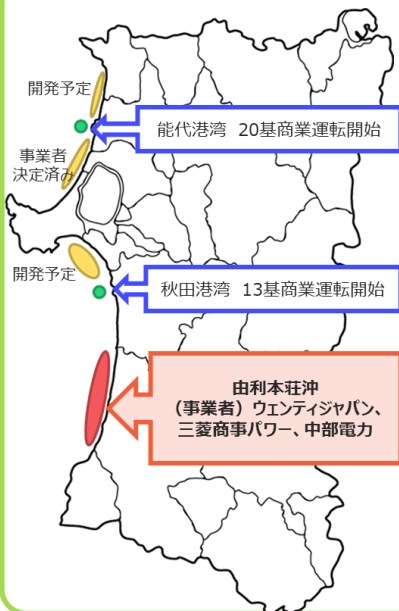 開発予定
能代港湾 20基商業運転開始
事業者
決定済み
開発予定
秋田港湾 13基商業運転開始
由利本荘沖
（事業者）ウェンティジャパン、
三菱商事パワー、中部電力